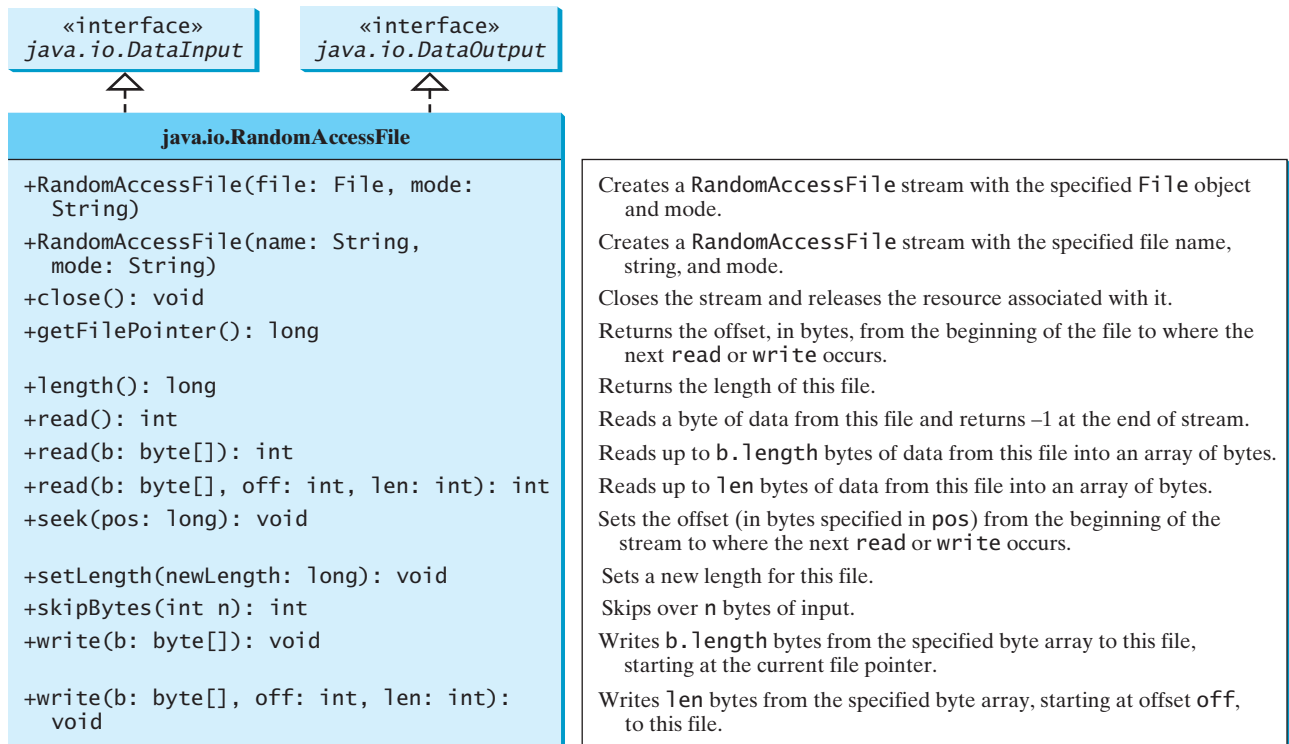 «interface»
java.io.DataInput
«interface»
java.io.DataOutput
java.io.RandomAccessFile
+RandomAccessFile(file: File, mode:
String)
Creates a RandomAccessFile stream with the specified File object
and mode.
+RandomAccessFile(name: String,
mode: String)
Creates a RandomAccessFile stream with the specified file name,
string, and mode.
+close(): void
Closes the stream and releases the resource associated with it.
+getFilePointer(): long
Returns the offset, in bytes, from the beginning of the file to where the
next read or write occurs.
+length(): long
Returns the length of this file.
+read(): int
Reads a byte of data from this file and returns –1 at the end of stream.
+read(b: byte[]): int
Reads up to b.length bytes of data from this file into an array of bytes.
+read(b: byte[], off: int, len: int): int
Reads up to len bytes of data from this file into an array of bytes.
+seek(pos: long): void
Sets the offset (in bytes specified in pos) from the beginning of the
stream to where the next read or write occurs.
+setLength(newLength: long): void
Sets a new length for this file.
+skipBytes(int n): int
Skips over n bytes of input.
+write(b: byte[]): void
Writes b.length bytes from the specified byte array to this file,
starting at the current file pointer.
+write(b: byte[], off: int, len: int):
void
Writes len bytes from the specified byte array, starting at offset off,
to this file.